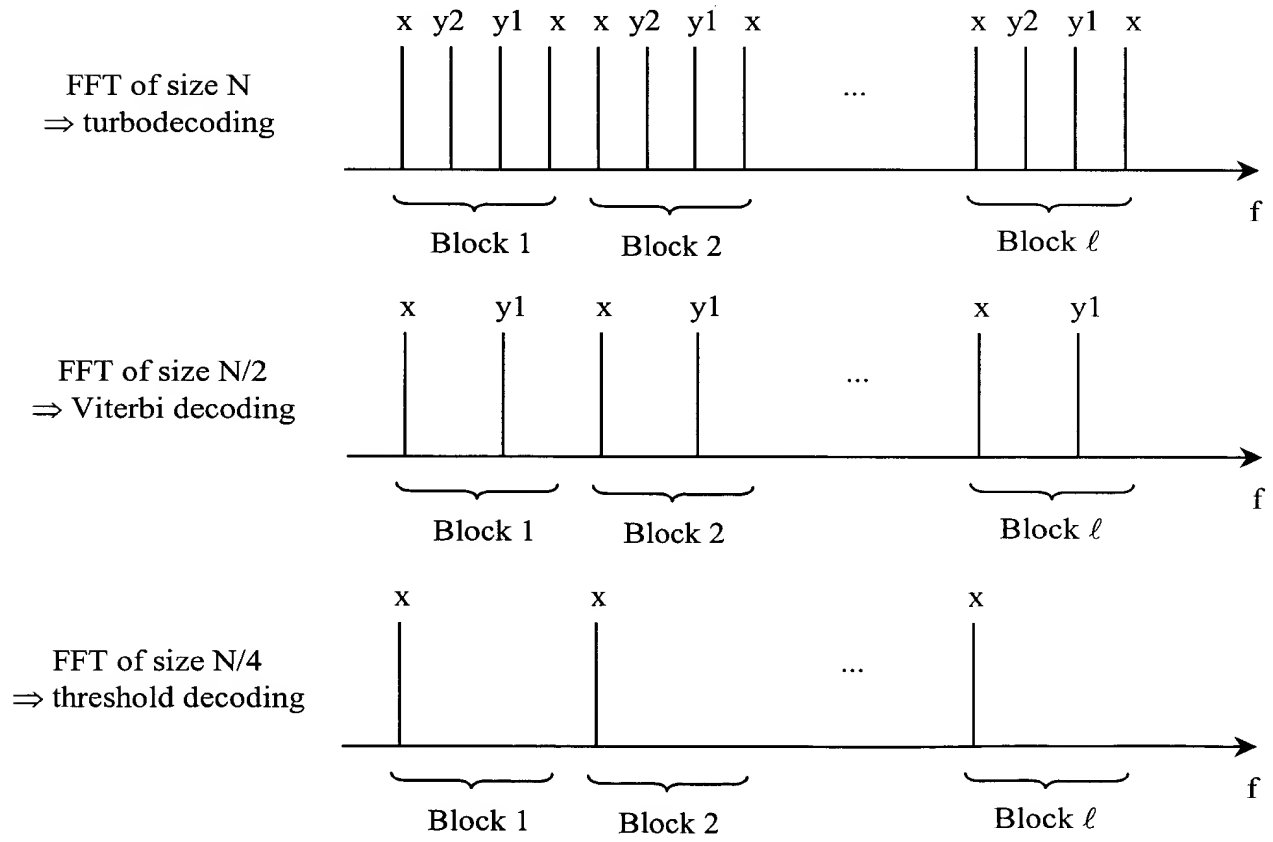 x y2 y1 x x y2 y1 x x y2 y1 x
FFT of size N
⇒ turbodecoding
...
f
Block 1 Block 2 Block ℓ
x y1 x y1 x y1
FFT of size N/2
⇒ Viterbi decoding
...
f
Block 1 Block 2 Block ℓ
x x x
FFT of size N/4
⇒ threshold decoding
...
f
Block 1 Block 2 Block ℓ